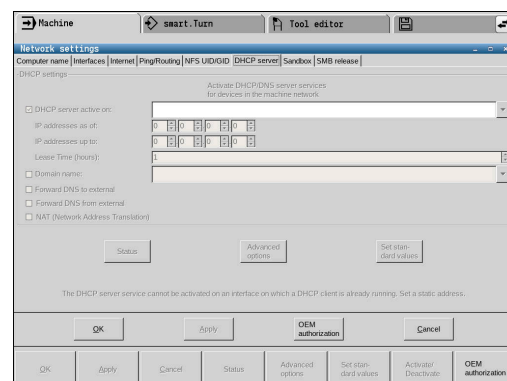 Machine smart.Turn Tool editor
Network settings
Computer name Interfaces Internet Ping/Routing NFS UID/GID DHCP server Sandbox SMB release
DHCP settings
Activate DHCP/DNS server services
for devices in the machine network
DHCP server active on:
IP addresses as of: 0 0 0 0
IP addresses up to: 0 0 0 0
Lease Time (hours): 1
Domain name:
Forward DNS to external
Forward DNS from external
NAT (Network Address Translation)
Status Advanced options Set stan-dard values
The DHCP server service cannot be activated on an interface on which a DHCP client is already running. Set a static address.
OK Apply OEM authorization Cancel
OK Apply Cancel Status Advanced options Set stan-dard values Activate/Deactivate OEM authorization